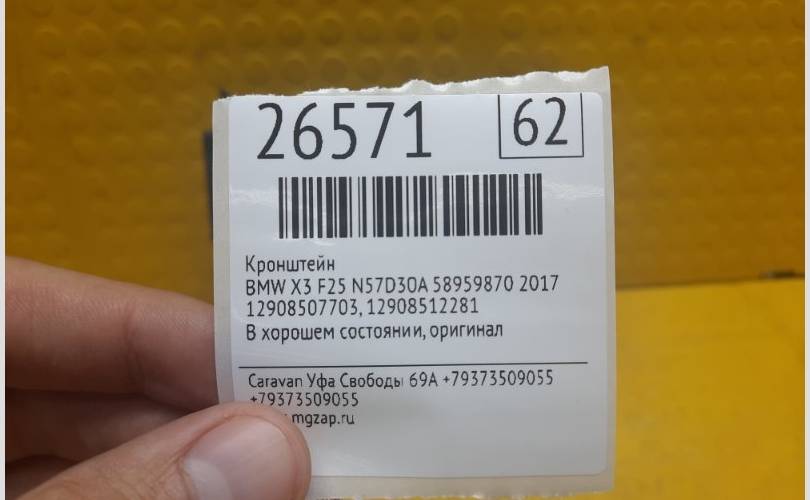 26571 62
Кронштейн
BMW X3 F25 N57D30A 58959870 2017
12908507703, 12908512281
В хорошем состоянии, оригинал
Caravan Уфа Свободы 69А +79373509055
+79373509055
mgzap.ru